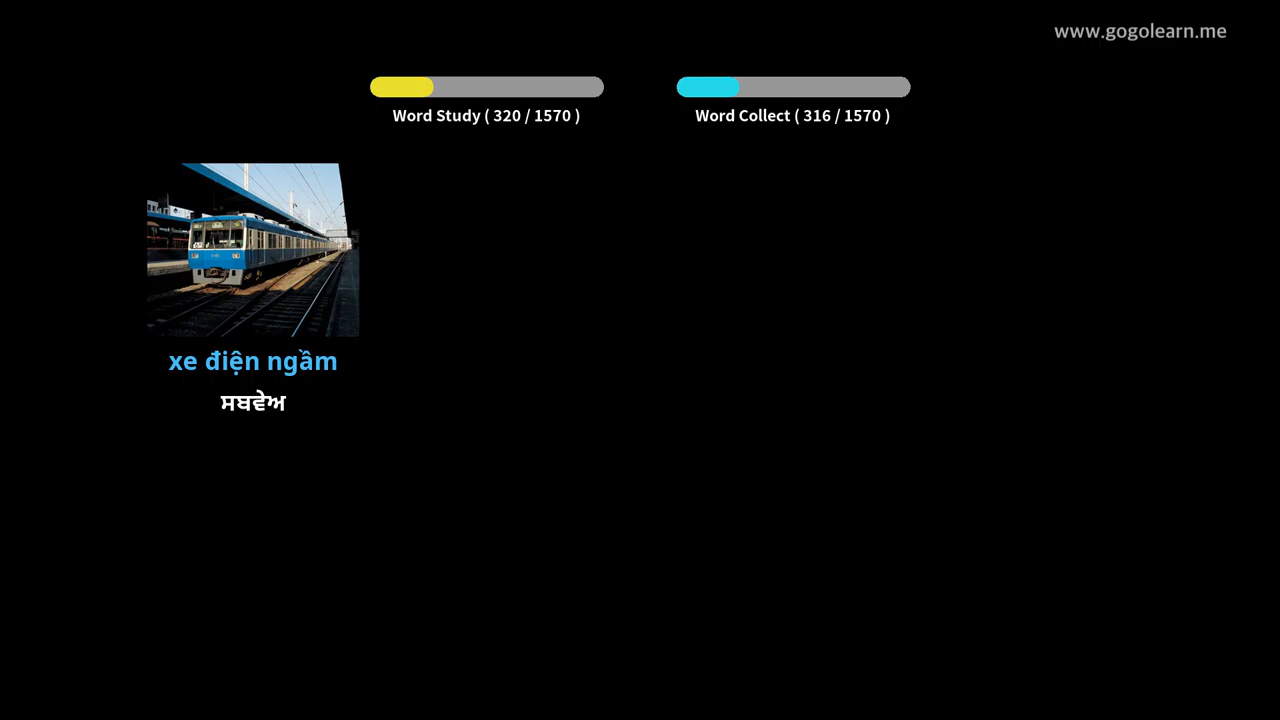 www.gogolearn.me
Word Study ( 320 / 1570 )
Word Collect ( 316 / 1570 )
xe điện ngầm
ਸਬਵੇਅ